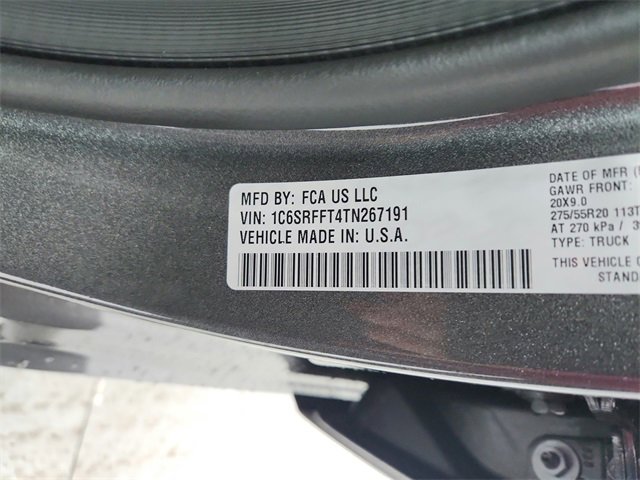 MFD BY: FCA US LLC
VIN: 1C6SRFFT4TN267191
VEHICLE MADE IN: U.S.A.
DATE OF MFR
GAWR FRONT:
20X9.0
275/55R20 113T
AT 270 kPa /
TYPE: TRUCK
THIS VEHICLE
STAND